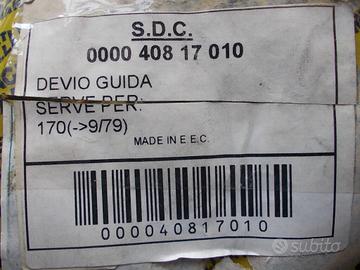 S.D.C.
0000 408 17 010
DEVIO GUIDA
SERVE PER:
170(->9/79)
MADE IN E E.C.
000040817010
subito